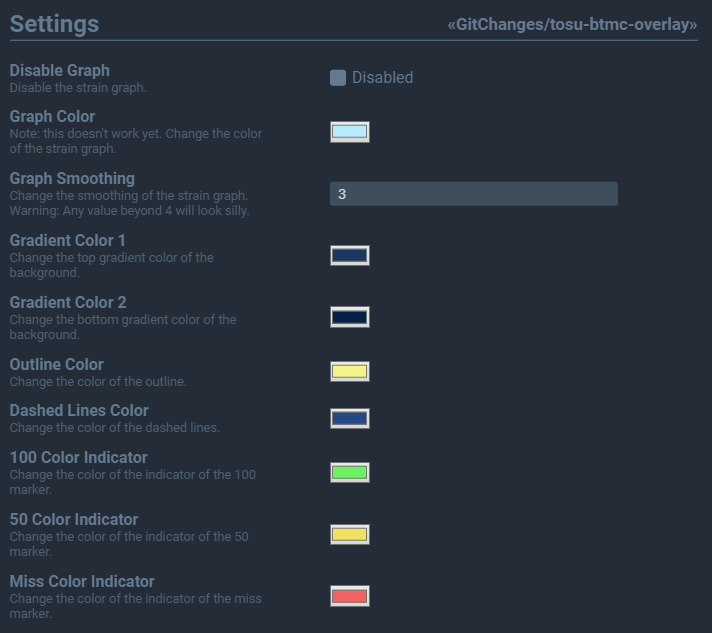 Settings
«GitChanges/tosu-btmc-overlay»
Disable Graph
Disable the strain graph.
Disabled
Graph Color
Note: this doesn't work yet. Change the color
of the strain graph.
Graph Smoothing
Change the smoothing of the strain graph.
Warning: Any value beyond 4 will look silly.
3
Gradient Color 1
Change the top gradient color of the
background.
Gradient Color 2
Change the bottom gradient color of the
background.
Outline Color
Change the color of the outline.
Dashed Lines Color
Change the color of the dashed lines.
100 Color Indicator
Change the color of the indicator of the 100
marker.
50 Color Indicator
Change the color of the indicator of the 50
marker.
Miss Color Indicator
Change the color of the indicator of the miss
marker.